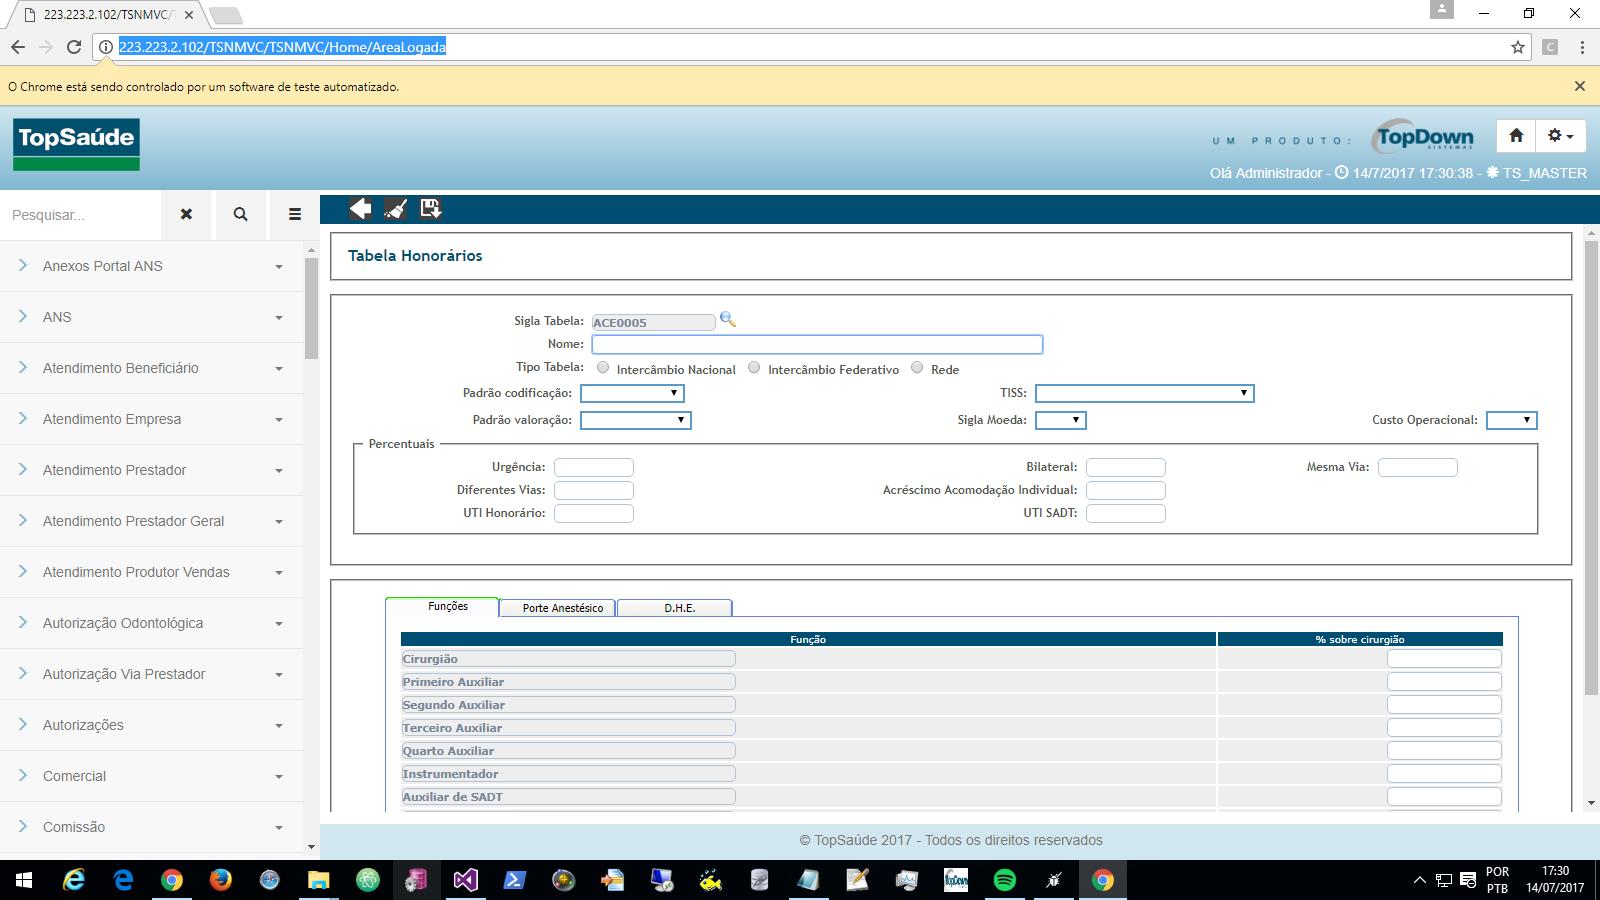 223.223.2.102/TSNMVC/T
223.223.2.102/TSNMVC/TSNMVC/Home/AreaLogada
C
O Chrome está sendo controlado por um software de teste automatizado.
TopSaúde
UM PRODUTO:
TopDown
SISTEMAS
Olá Administrador - 14/7/2017 17:30:38 - TS_MASTER
Pesquisar...
Anexos Portal ANS
ANS
Atendimento Beneficiário
Atendimento Empresa
Atendimento Prestador
Atendimento Prestador Geral
Atendimento Produtor Vendas
Autorização Odontológica
Autorização Via Prestador
Autorizações
Comercial
Comissão
Tabela Honorários
Sigla Tabela: ACE0005
Nome:
Tipo Tabela: Intercâmbio Nacional Intercâmbio Federativo Rede
Padrão codificação: TISS:
Padrão valoração: Sigla Moeda: Custo Operacional:
Percentuais
Urgência: Bilateral: Mesma Via:
Diferentes Vias: Acréscimo Acomodação Individual:
UTI Honorário: UTI SADT:
Funções Porte Anestésico D.H.E.
Função % sobre cirurgião
Cirurgião
Primeiro Auxiliar
Segundo Auxiliar
Terceiro Auxiliar
Quarto Auxiliar
Instrumentador
Auxiliar de SADT
© TopSaúde 2017 - Todos os direitos reservados
TopDown
POR
PTB
17:30
14/07/2017